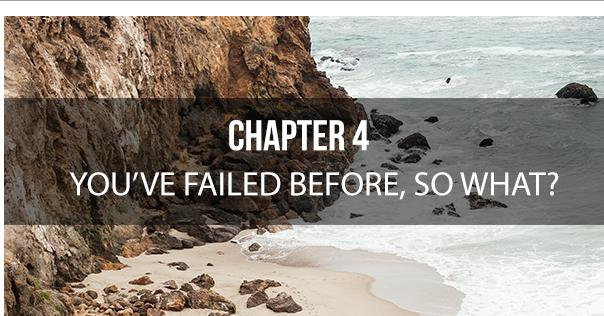 CHAPTER 4
YOU'VE FAILED BEFORE, SO WHAT?